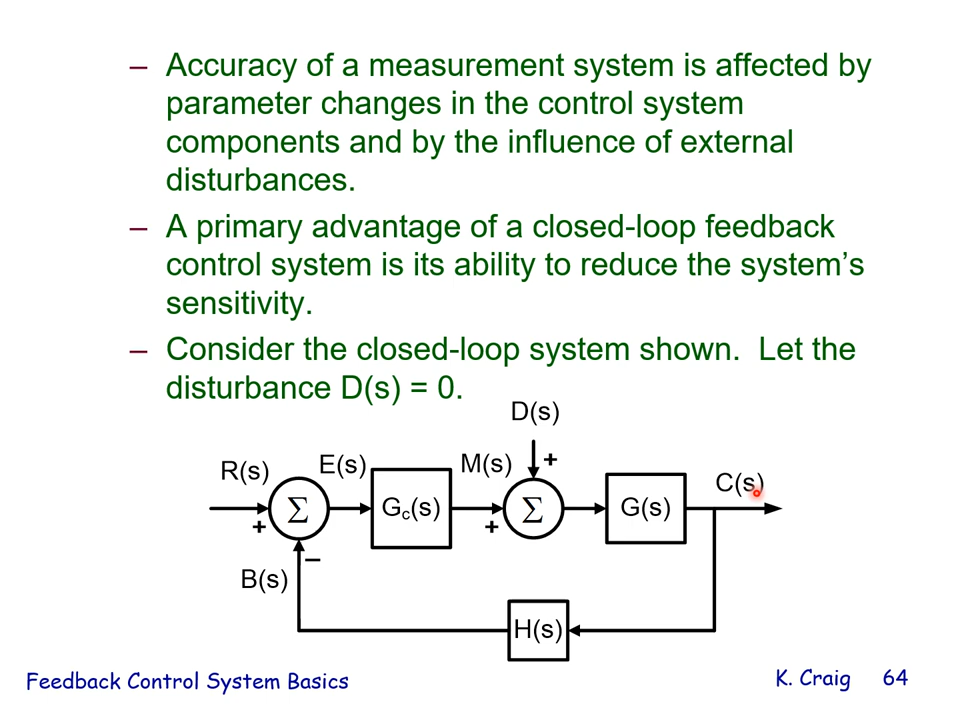 – Accuracy of a measurement system is affected by
parameter changes in the control system
components and by the influence of external
disturbances.
– A primary advantage of a closed-loop feedback
control system is its ability to reduce the system’s
sensitivity.
– Consider the closed-loop system shown.  Let the
disturbance D(s) = 0.
D(s)
R(s) E(s) M(s) + C(s)
Σ Gc(s) Σ G(s)
+ +
–
B(s)
H(s)
Feedback Control System Basics
K. Craig 64